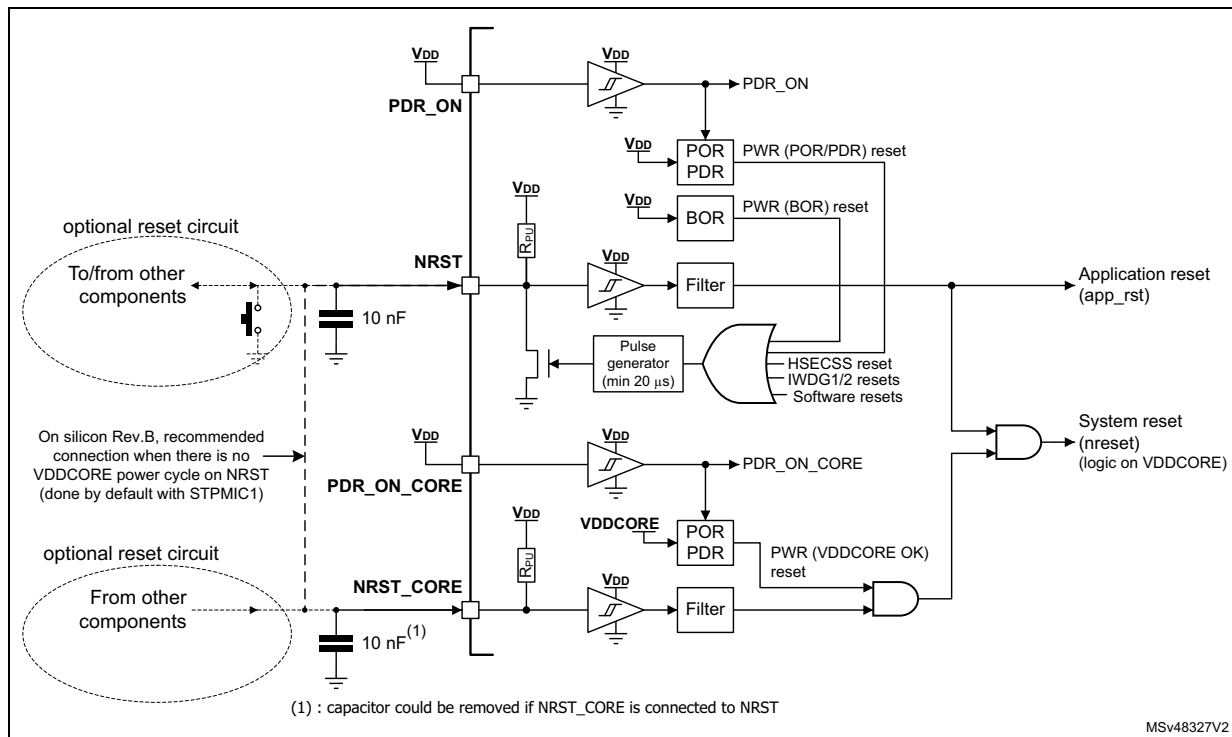 VDD
PDR_ON
VDD
PDR_ON
VDD
POR
PDR
PWR (POR/PDR) reset
VDD
BOR
PWR (BOR) reset
optional reset circuit
To/from other
components
10 nF
NRST
VDD
RPU
VDD
Filter
Application reset
(app_rst)
Pulse
generator
(min 20 µs)
HSECSS reset
IWDG1/2 resets
Software resets
On silicon Rev.B, recommended
connection when there is no
VDDCORE power cycle on NRST
(done by default with STPMIC1)
VDD
PDR_ON_CORE
VDD
PDR_ON_CORE
VDDCORE
POR
PDR
PWR (VDDCORE OK)
reset
System reset
(nreset)
(logic on VDDCORE)
optional reset circuit
From other
components
10 nF(1)
NRST_CORE
VDD
RPU
VDD
Filter
(1) : capacitor could be removed if NRST_CORE is connected to NRST
MSv48327V2